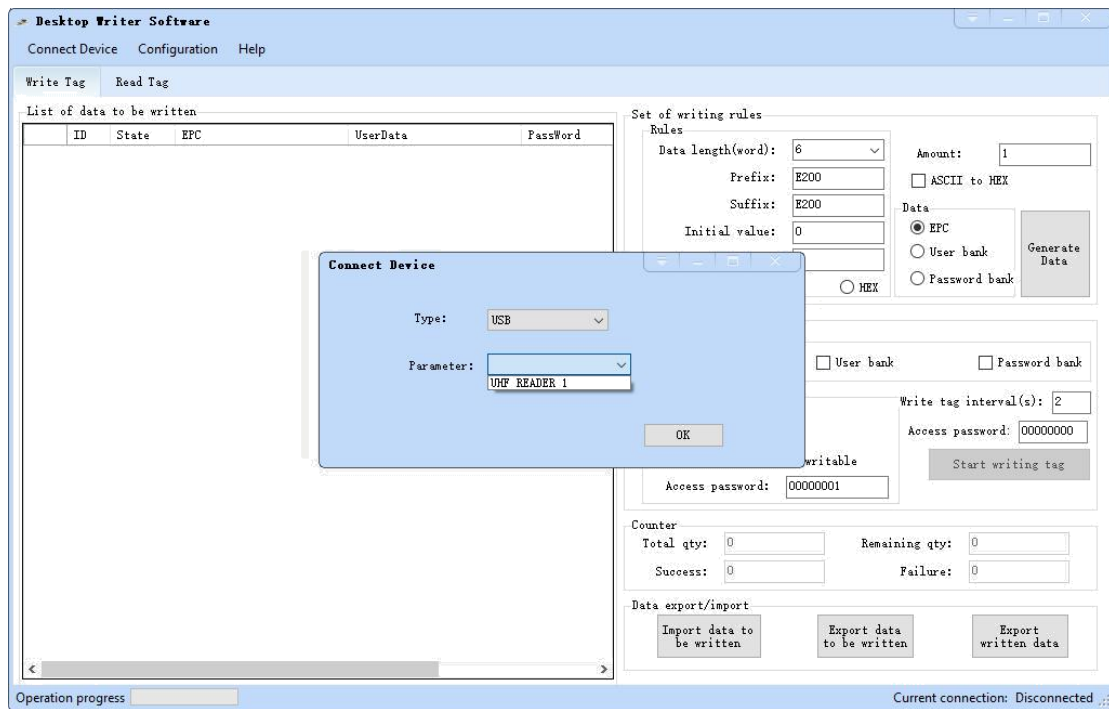 Desktop Writer Software
Connect Device Configuration Help
Write Tag Read Tag
List of data to be written
ID State EPC UserData PassWord
Set of writing rules
Rules
Data length(word): 6
Prefix: E200
Suffix: E200
Initial value: 0
HEX
Amount: 1
ASCII to HEX
Data
EPC
User bank
Password bank
Generate Data
Connect Device
Type: USB
Parameter:
UHF READER 1
OK
User bank Password bank
Write tag interval(s): 2
Access password: 00000000
writable
Start writing tag
Access password: 00000001
Counter
Total qty: 0 Remaining qty: 0
Success: 0 Failure: 0
Data export/import
Import data to be written
Export data to be written
Export written data
Operation progress
Current connection: Disconnected